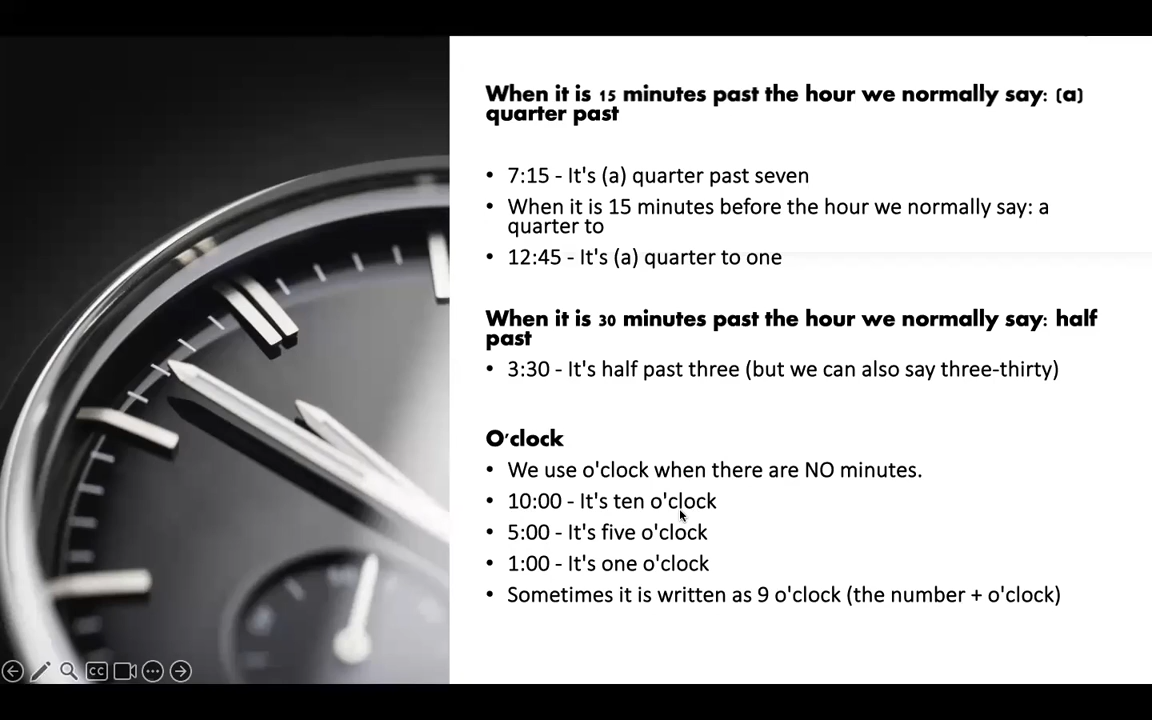 When it is 15 minutes past the hour we normally say: (a)
quarter past
• 7:15 - It's (a) quarter past seven
• When it is 15 minutes before the hour we normally say: a
quarter to
• 12:45 - It's (a) quarter to one
When it is 30 minutes past the hour we normally say: half
past
• 3:30 - It's half past three (but we can also say three-thirty)
O'clock
• We use o'clock when there are NO minutes.
• 10:00 - It's ten o'clock
• 5:00 - It's five o'clock
• 1:00 - It's one o'clock
• Sometimes it is written as 9 o'clock (the number + o'clock)
CC